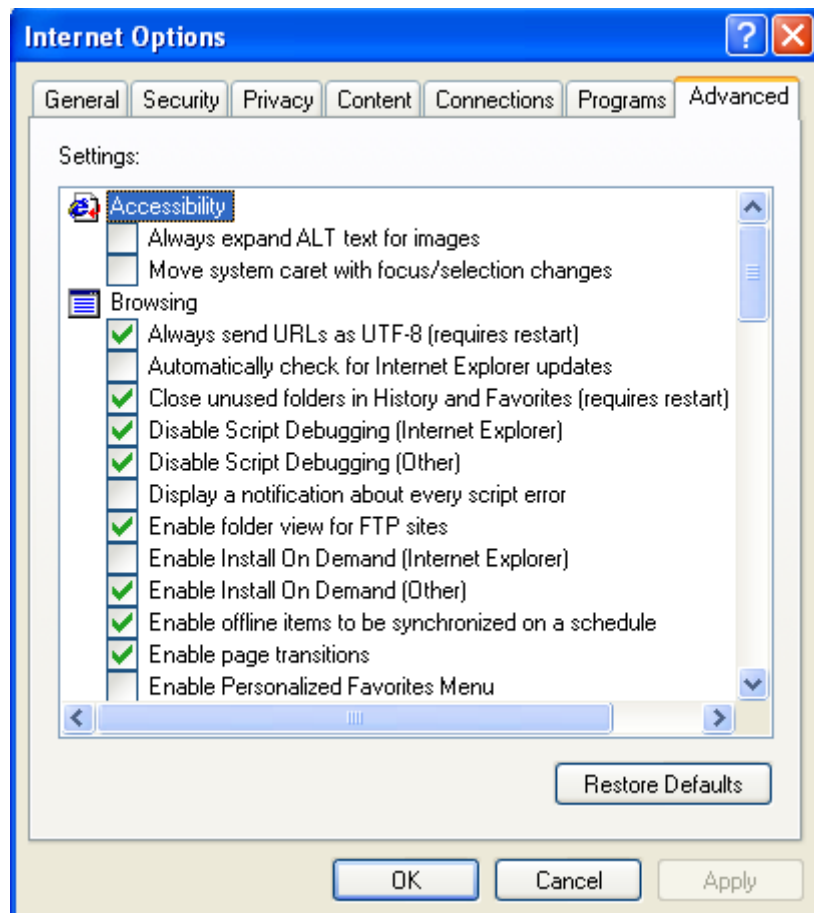 Internet Options
General Security Privacy Content Connections Programs Advanced
Settings:
Accessibility
Always expand ALT text for images
Move system caret with focus/selection changes
Browsing
Always send URLs as UTF-8 (requires restart)
Automatically check for Internet Explorer updates
Close unused folders in History and Favorites (requires restart)
Disable Script Debugging (Internet Explorer)
Disable Script Debugging (Other)
Display a notification about every script error
Enable folder view for FTP sites
Enable Install On Demand (Internet Explorer)
Enable Install On Demand (Other)
Enable offline items to be synchronized on a schedule
Enable page transitions
Enable Personalized Favorites Menu
Restore Defaults
OK Cancel Apply